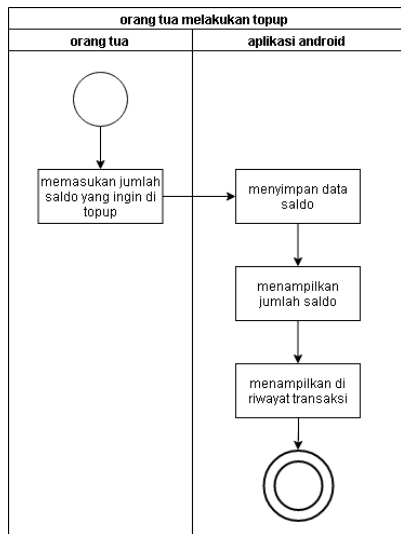 orang tua melakukan topup
orang tua
aplikasi android
memasukan jumlah
saldo yang ingin di
topup
menyimpan data
saldo
menampilkan
jumlah saldo
menampilkan di
riwayat transaksi